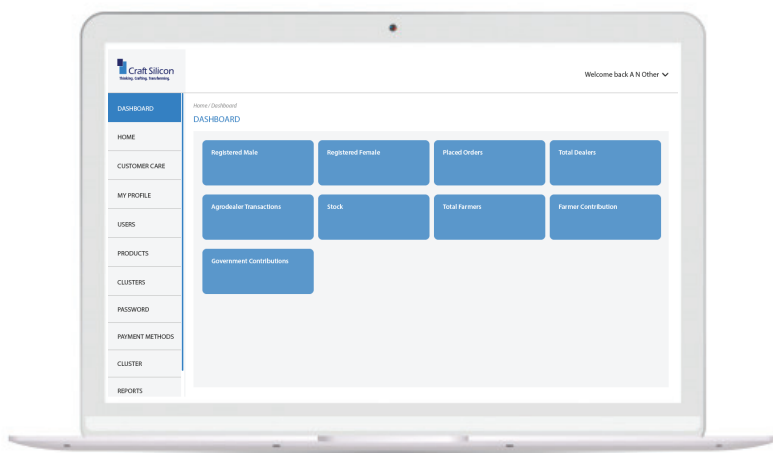 Craft Silicon
Thinking. Crafting. Transforming.
Welcome back A N Other
DASHBOARD
HOME
CUSTOMER CARE
MY PROFILE
USERS
PRODUCTS
CLUSTERS
PASSWORD
PAYMENT METHODS
CLUSTER
REPORTS
Home / Dashboard
DASHBOARD
Registered Male
Registered Female
Placed Orders
Total Dealers
Agrodealer Transactions
Stock
Total Farmers
Farmer Contribution
Government Contributions